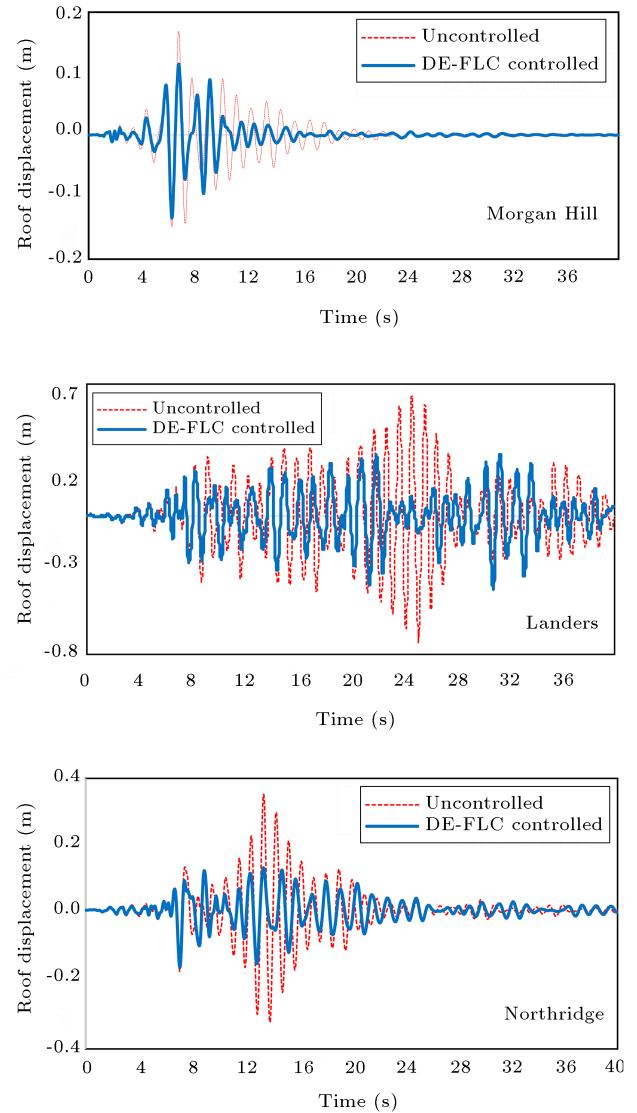 0.2
0.1
0.0
-0.1
-0.2
Roof displacement (m)
Uncontrolled
DE-FLC controlled
Morgan Hill
0 4 8 12 16 20 24 28 32 36
Time (s)
0.7
0.2
-0.3
-0.8
Roof displacement (m)
Uncontrolled
DE-FLC controlled
Landers
0 4 8 12 16 20 24 28 32 36
Time (s)
0.4
0.2
0.0
-0.2
-0.4
Roof displacement (m)
Uncontrolled
DE-FLC controlled
Northridge
0 4 8 12 16 20 24 28 32 36 40
Time (s)